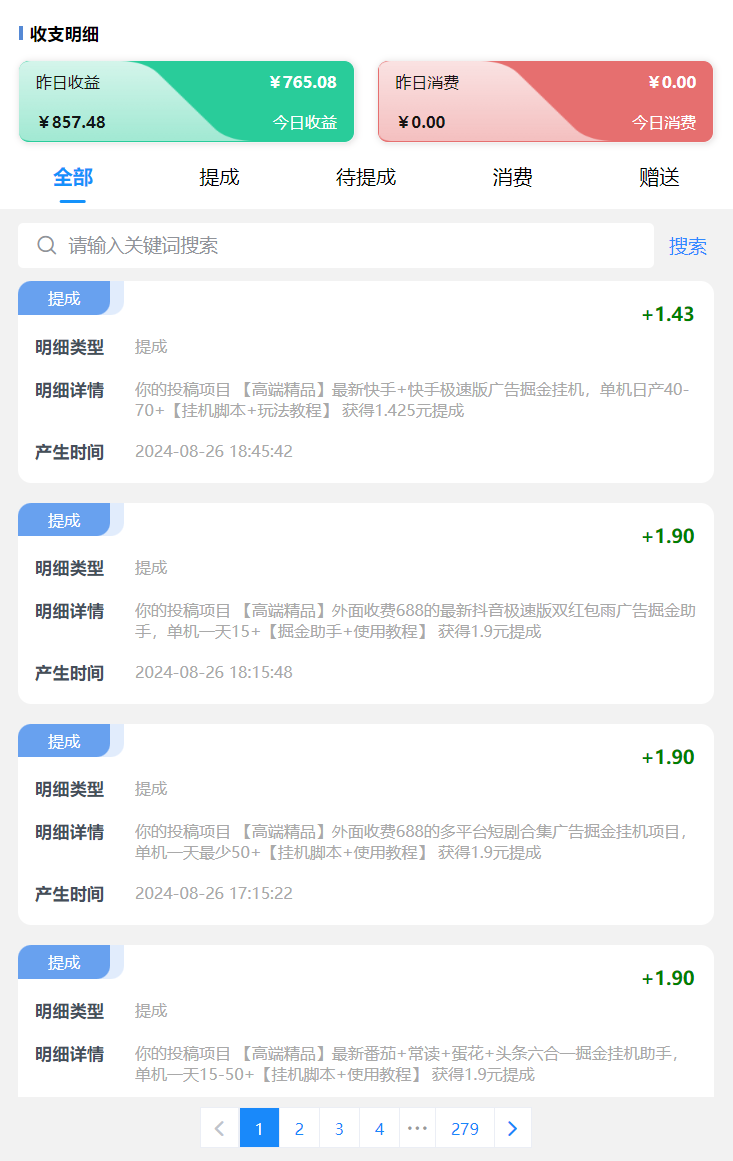 收支明细
昨日收益 ￥765.08
￥857.48 今日收益
昨日消费 ￥0.00
￥0.00 今日消费
全部 提成 待提成 消费 赠送
请输入关键词搜索 搜索
提成
+1.43
明细类型 提成
明细详情 你的投稿项目 【高端精品】最新快手+快手极速版广告掘金挂机，单机日产40-
70+【挂机脚本+玩法教程】 获得1.425元提成
产生时间 2024-08-26 18:45:42
提成
+1.90
明细类型 提成
明细详情 你的投稿项目 【高端精品】外面收费688的最新抖音极速版双红包雨广告掘金助
手，单机一天15+【掘金助手+使用教程】 获得1.9元提成
产生时间 2024-08-26 18:15:48
提成
+1.90
明细类型 提成
明细详情 你的投稿项目 【高端精品】外面收费688的多平台短剧合集广告掘金挂机项目，
单机一天最少50+【挂机脚本+使用教程】 获得1.9元提成
产生时间 2024-08-26 17:15:22
提成
+1.90
明细类型 提成
明细详情 你的投稿项目 【高端精品】最新番茄+常读+蛋花+头条六合一掘金挂机助手，
单机一天15-50+【挂机脚本+使用教程】 获得1.9元提成
1 2 3 4 ••• 279